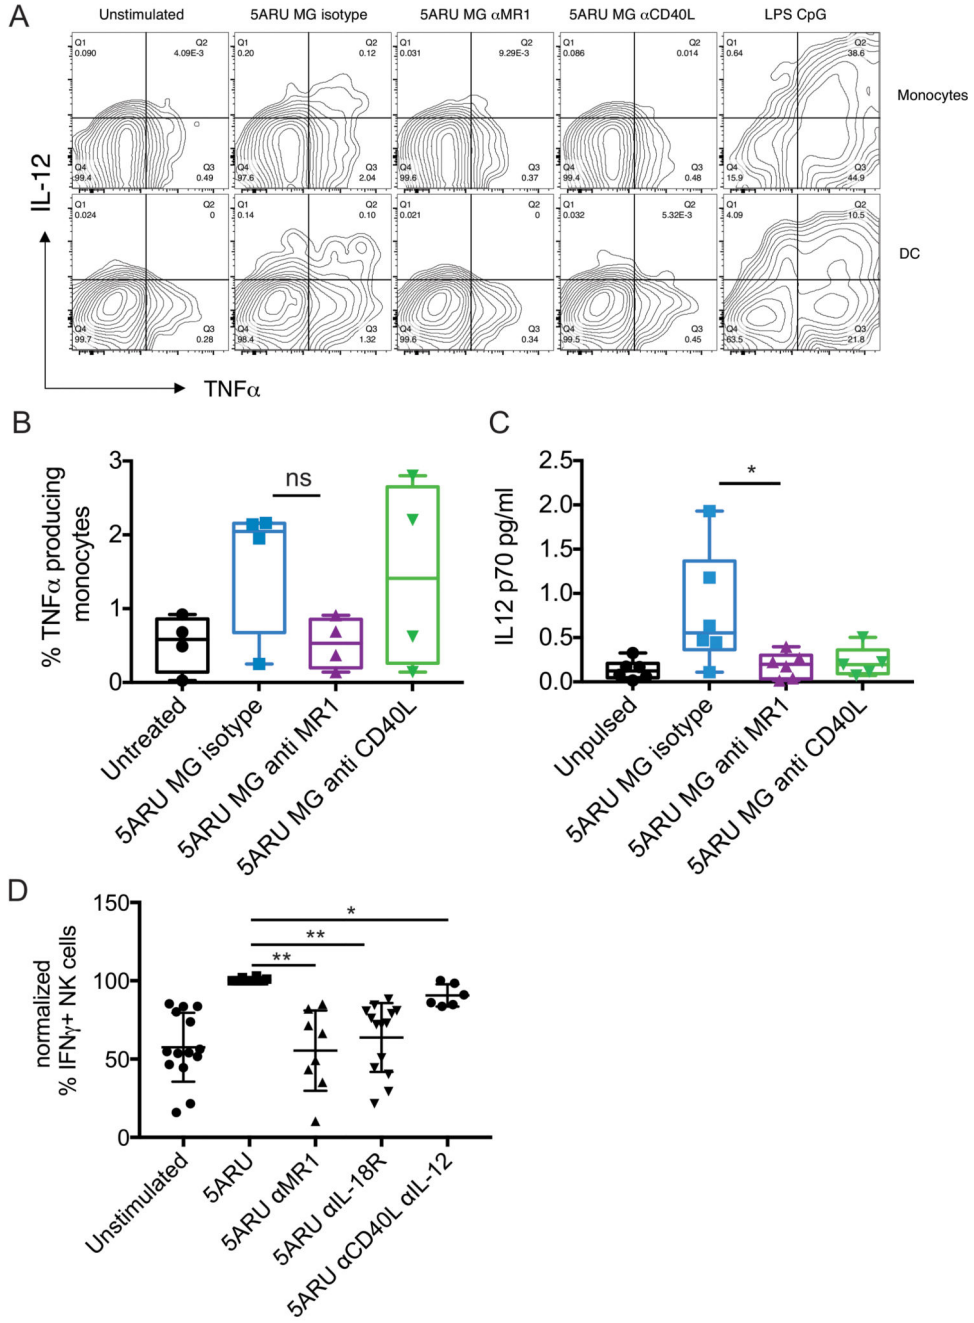 A
Unstimulated
5ARU MG isotype
5ARU MG αMR1
5ARU MG αCD40L
LPS CpG
Q1
0.090
Q2
4.09E-3
Q1
0.20
Q2
0.12
Q1
0.031
Q2
9.29E-3
Q1
0.086
Q2
0.014
Q1
0.64
Q2
38.6
Monocytes
Q4
99.4
Q3
0.49
Q4
97.6
Q3
2.04
Q4
99.6
Q3
0.37
Q4
99.4
Q3
0.48
Q4
15.9
Q3
44.9
Q1
0.024
Q2
0
Q1
0.14
Q2
0.10
Q1
0.021
Q2
0
Q1
0.032
Q2
5.32E-3
Q1
4.09
Q2
10.5
DC
Q4
99.7
Q3
0.28
Q4
98.4
Q3
1.32
Q4
99.6
Q3
0.34
Q4
99.5
Q3
0.45
Q4
63.5
Q3
21.8
IL-12
TNFα
B
% TNFα producing
monocytes
3
2
1
0
ns
Untreated
5ARU MG isotype
5ARU MG anti MR1
5ARU MG anti CD40L
C
IL12 p70 pg/ml
2.5
2.0
1.5
1.0
0.5
0.0
*
Unpulsed
5ARU MG isotype
5ARU MG anti MR1
5ARU MG anti CD40L
D
normalized
% IFNγ+ NK cells
150
100
50
0
*
**
**
Unstimulated
5ARU
5ARU αMR1
5ARU αIL-18R
5ARU αCD40L αIL-12